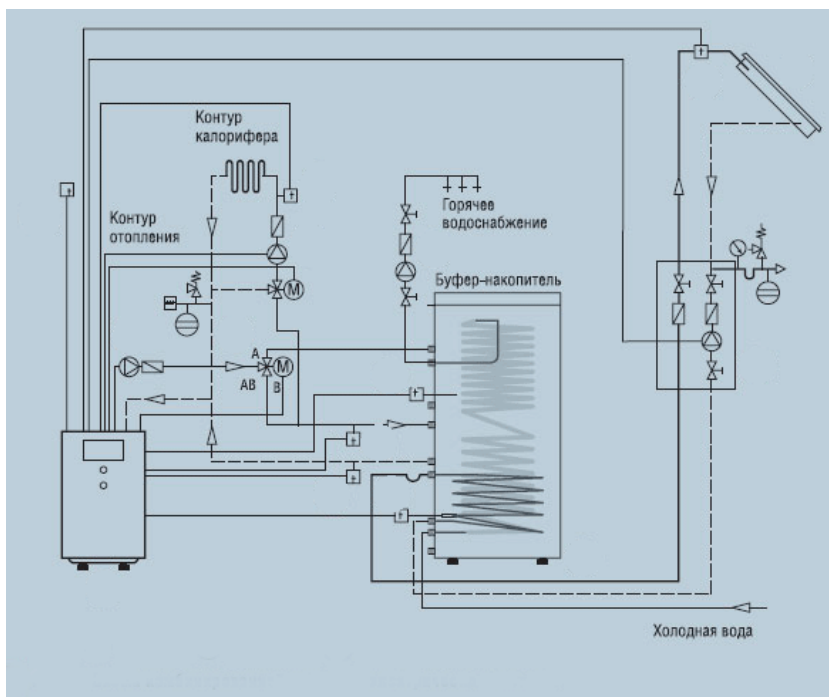 Контур
калорифера
Контур
отопления
Горячее
водоснабжение
Буфер-накопитель
M
A
M
AB
B
t
t
t
t
t
t
t
Холодная вода